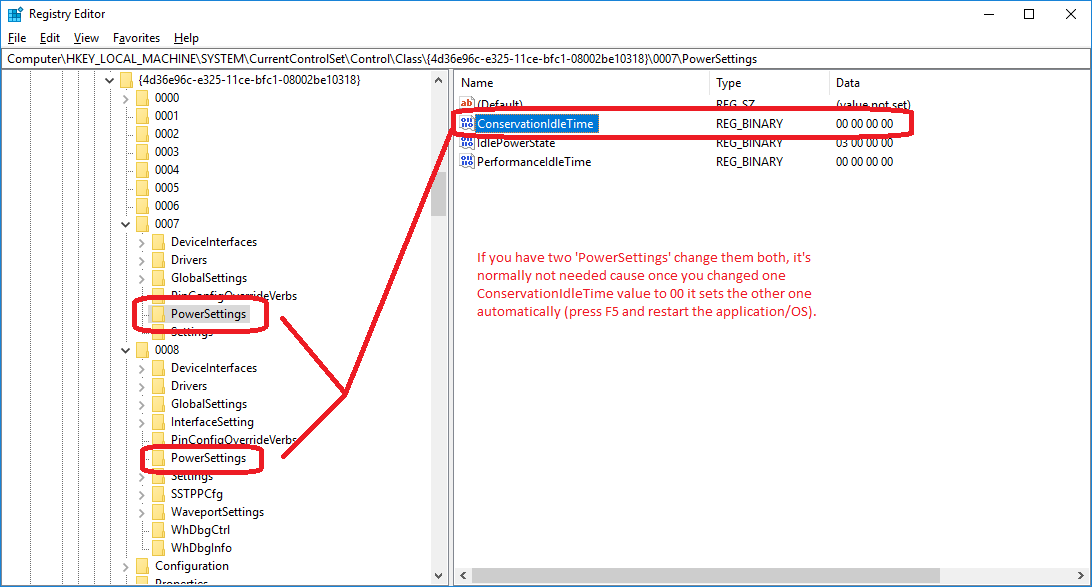 Registry Editor
File Edit View Favorites Help
Computer\HKEY_LOCAL_MACHINE\SYSTEM\CurrentControlSet\Control\Class\{4d36e96c-e325-11ce-bfc1-08002be10318}\0007\PowerSettings
{4d36e96c-e325-11ce-bfc1-08002be10318}
0000
0001
0002
0003
0004
0005
0006
0007
DeviceInterfaces
Drivers
GlobalSettings
PinConfigOverrideVerbs
PowerSettings
Settings
0008
DeviceInterfaces
Drivers
GlobalSettings
InterfaceSetting
PinConfigOverrideVerbs
PowerSettings
Settings
SSTPPCfg
WaveportSettings
WhDbgCtrl
WhDbgInfo
Configuration
Properties
Name Type Data
(Default) REG_SZ (value not set)
ConservationIdleTime REG_BINARY 00 00 00 00
IdlePowerState REG_BINARY 03 00 00 00
PerformanceIdleTime REG_BINARY 00 00 00 00
If you have two 'PowerSettings' change them both, it's
normally not needed cause once you changed one
ConservationIdleTime value to 00 it sets the other one
automatically (press F5 and restart the application/OS).